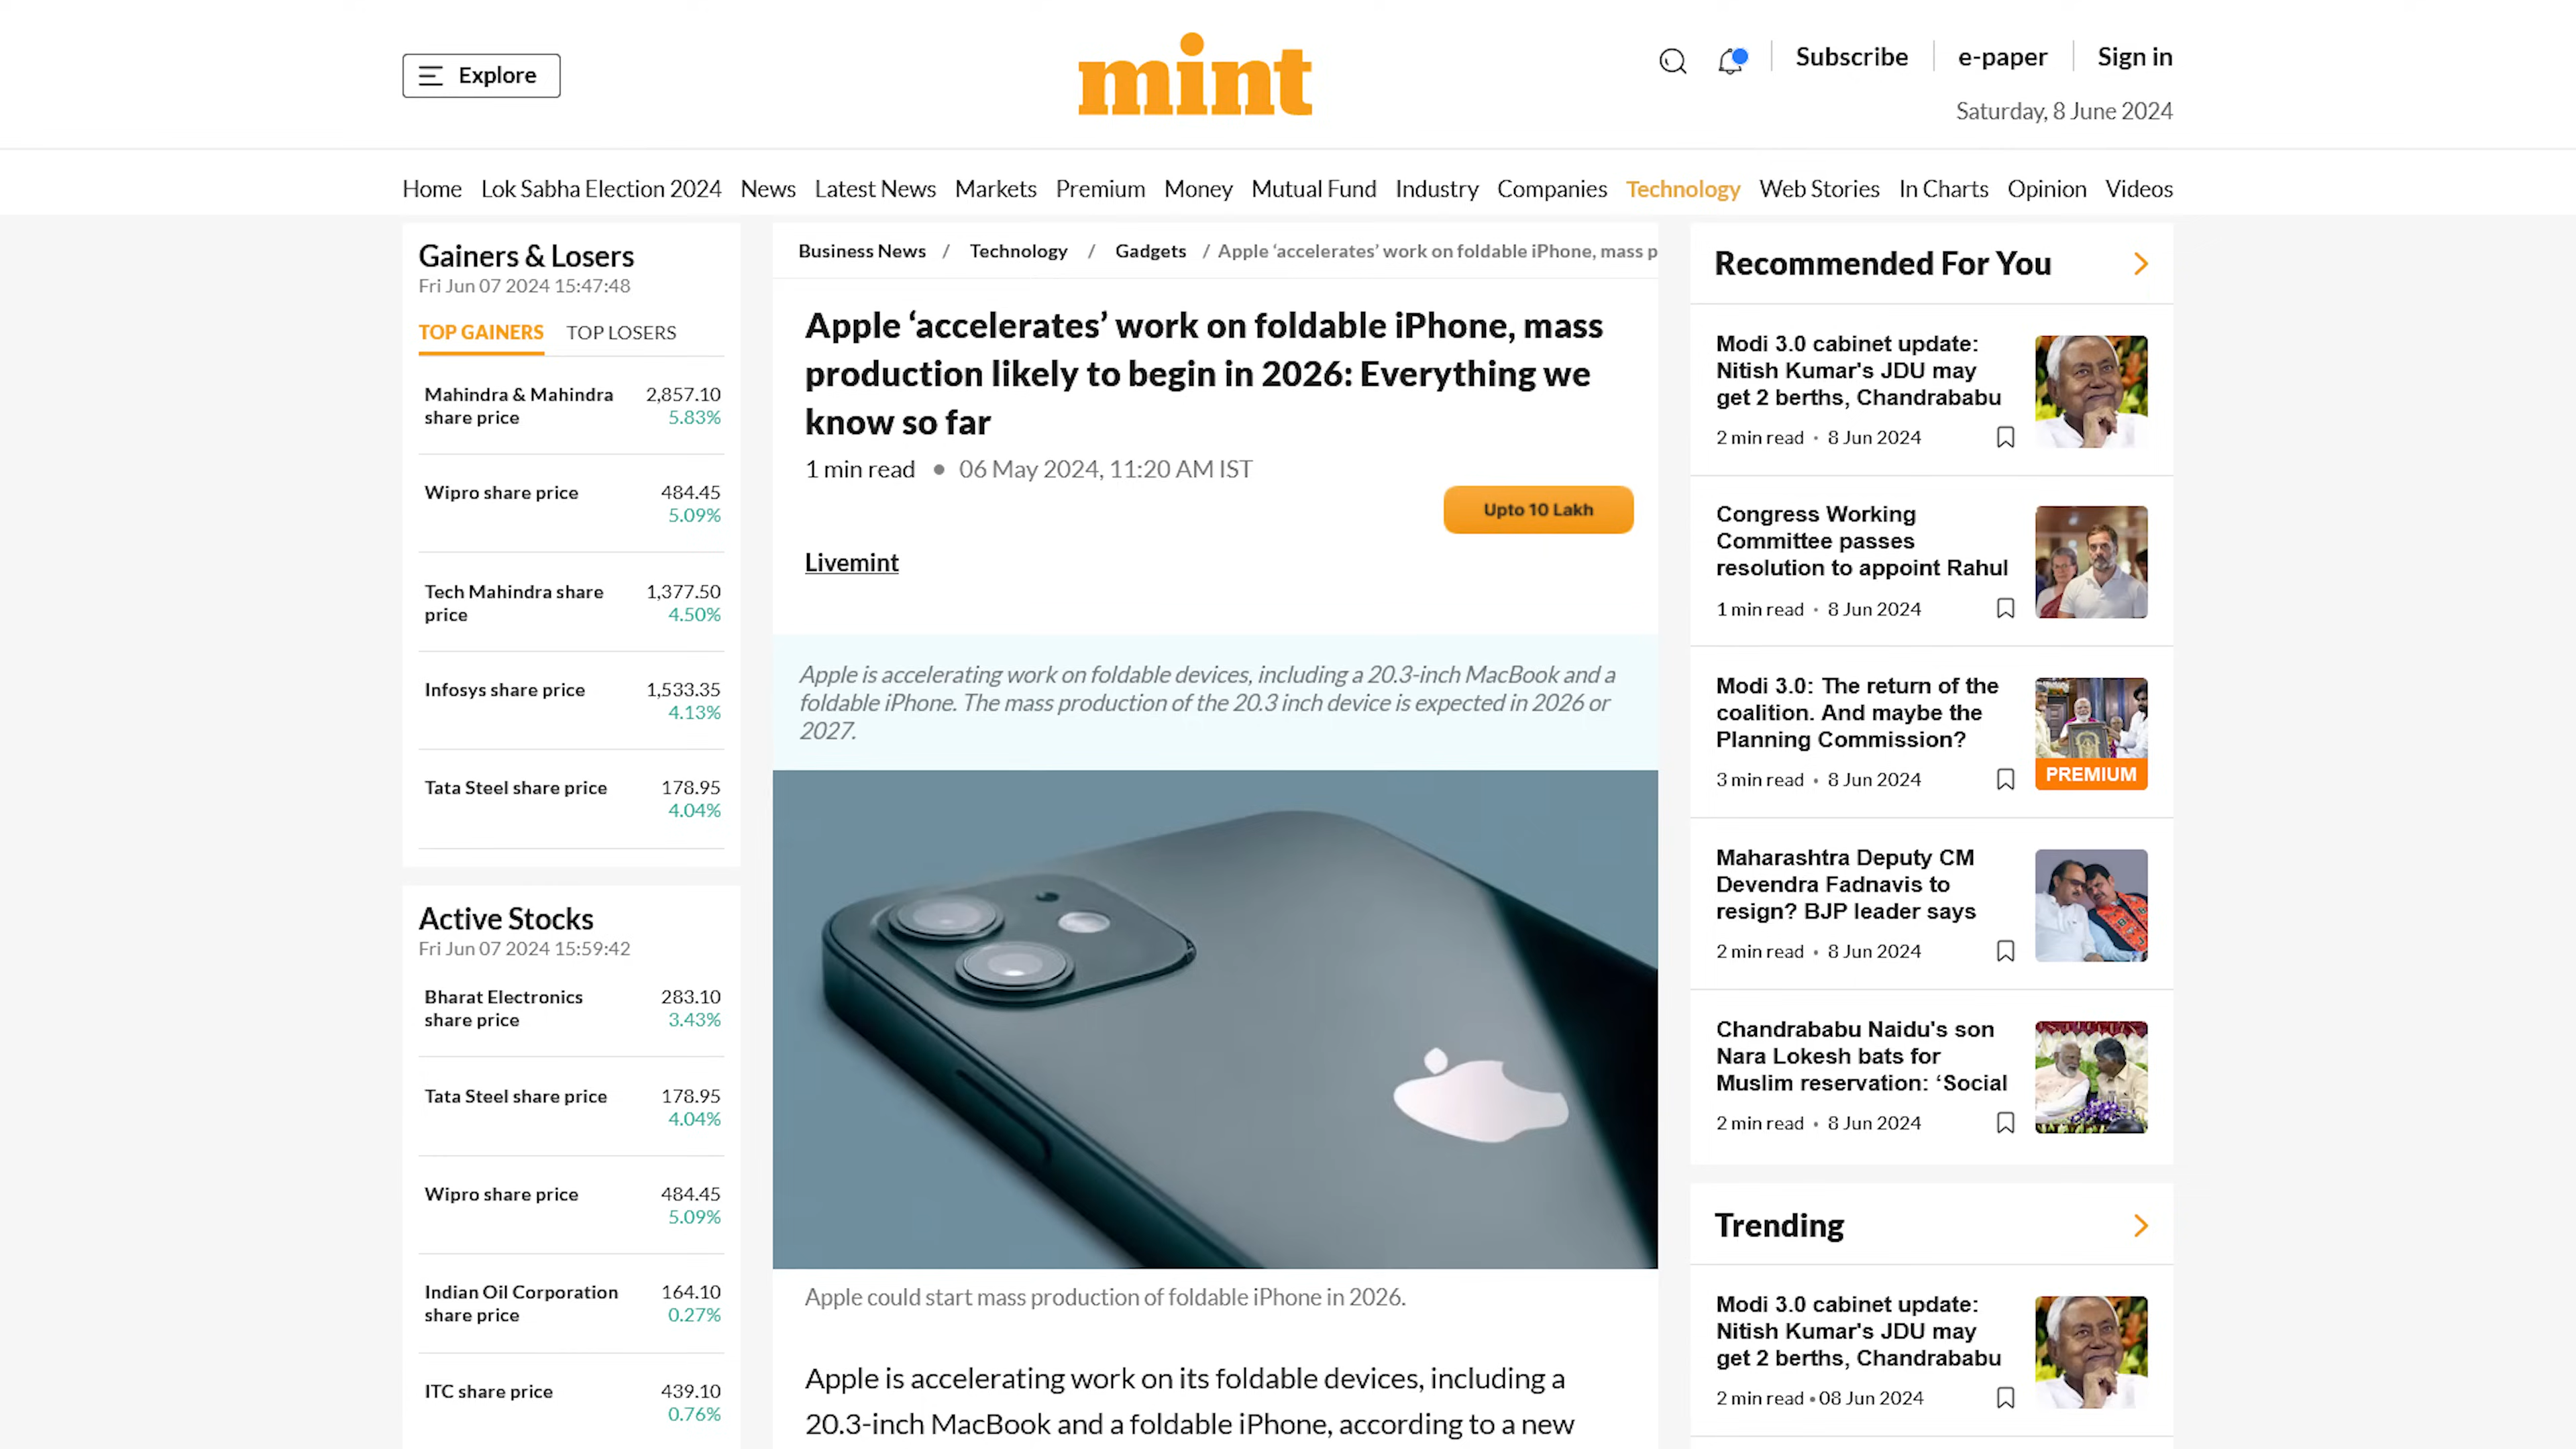 Explore
mint
Subscribe
e-paper
Sign in
Saturday, 8 June 2024
Home Lok Sabha Election 2024 News Latest News Markets Premium Money Mutual Fund Industry Companies Technology Web Stories In Charts Opinion Videos
Gainers & Losers
Fri Jun 07 2024 15:47:48
TOP GAINERS TOP LOSERS
Mahindra & Mahindra 2,857.10
share price 5.83%
Wipro share price 484.45
5.09%
Tech Mahindra share 1,377.50
price 4.50%
Infosys share price 1,533.35
4.13%
Tata Steel share price 178.95
4.04%
Active Stocks
Fri Jun 07 2024 15:59:42
Bharat Electronics 283.10
share price 3.43%
Tata Steel share price 178.95
4.04%
Wipro share price 484.45
5.09%
Indian Oil Corporation 164.10
share price 0.27%
ITC share price 439.10
0.76%
Business News / Technology / Gadgets / Apple ‘accelerates’ work on foldable iPhone, mass p
Apple ‘accelerates’ work on foldable iPhone, mass
production likely to begin in 2026: Everything we
know so far
1 min read • 06 May 2024, 11:20 AM IST
Upto 10 Lakh
Livemint
Apple is accelerating work on foldable devices, including a 20.3-inch MacBook and a
foldable iPhone. The mass production of the 20.3 inch device is expected in 2026 or
2027.
Apple could start mass production of foldable iPhone in 2026.
Apple is accelerating work on its foldable devices, including a
20.3-inch MacBook and a foldable iPhone, according to a new
Recommended For You
Modi 3.0 cabinet update:
Nitish Kumar's JDU may
get 2 berths, Chandrababu
2 min read • 8 Jun 2024
Congress Working
Committee passes
resolution to appoint Rahul
1 min read • 8 Jun 2024
Modi 3.0: The return of the
coalition. And maybe the
Planning Commission?
PREMIUM
3 min read • 8 Jun 2024
Maharashtra Deputy CM
Devendra Fadnavis to
resign? BJP leader says
2 min read • 8 Jun 2024
Chandrababu Naidu's son
Nara Lokesh bats for
Muslim reservation: ‘Social
2 min read • 8 Jun 2024
Trending
Modi 3.0 cabinet update:
Nitish Kumar's JDU may
get 2 berths, Chandrababu
2 min read • 08 Jun 2024